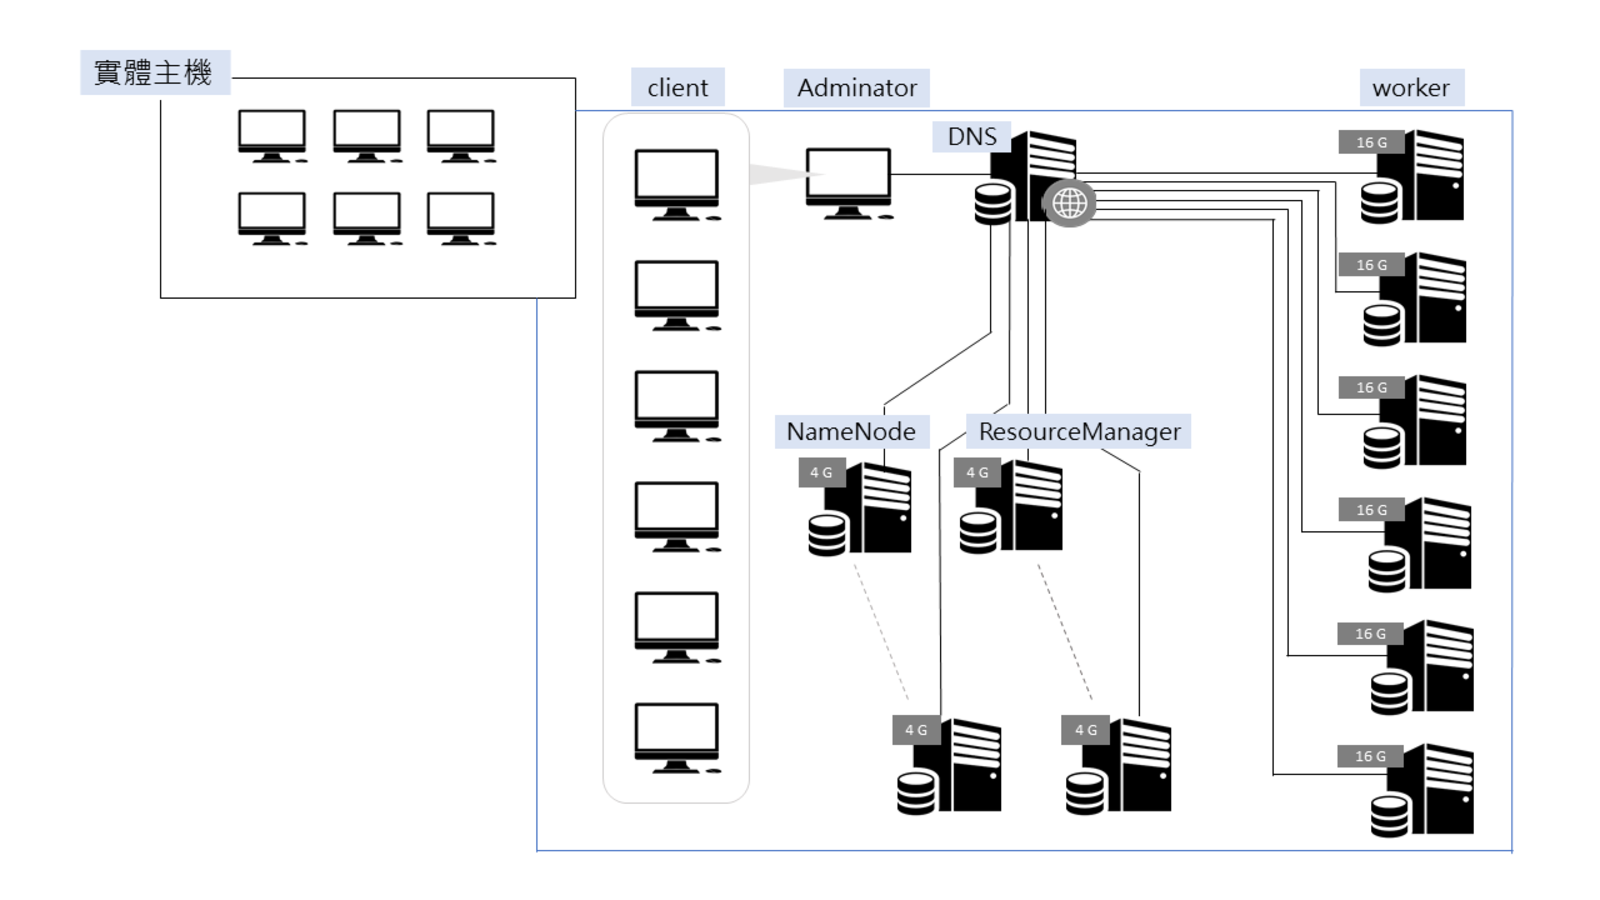 實體主機
client
Adminator
worker
DNS
16 G
16 G
16 G
NameNode
ResourceManager
4 G
4 G
16 G
16 G
4 G
4 G
16 G